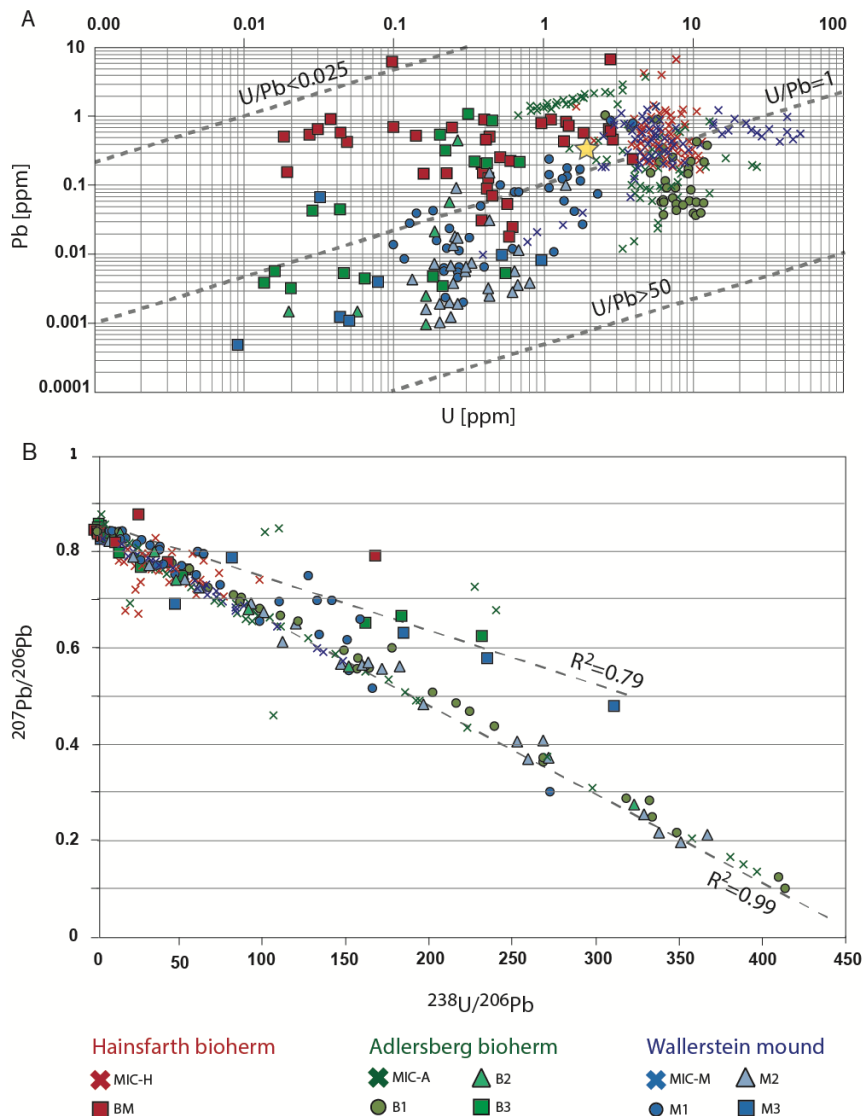 A
0.00 0.01 0.1 1 10 100
10
1
0.1
0.01
0.001
0.0001
Pb [ppm]
U/Pb<0.025
U/Pb=1
U/Pb>50
U [ppm]
B
1
0.8
0.6
0.4
0.2
0
207Pb/206Pb
R2=0.79
R2=0.99
0 50 100 150 200 250 300 350 400 450
238U/206Pb
Hainsfarth bioherm Adlersberg bioherm Wallerstein mound
MIC-H MIC-A B2 MIC-M M2
BM B1 B3 M1 M3